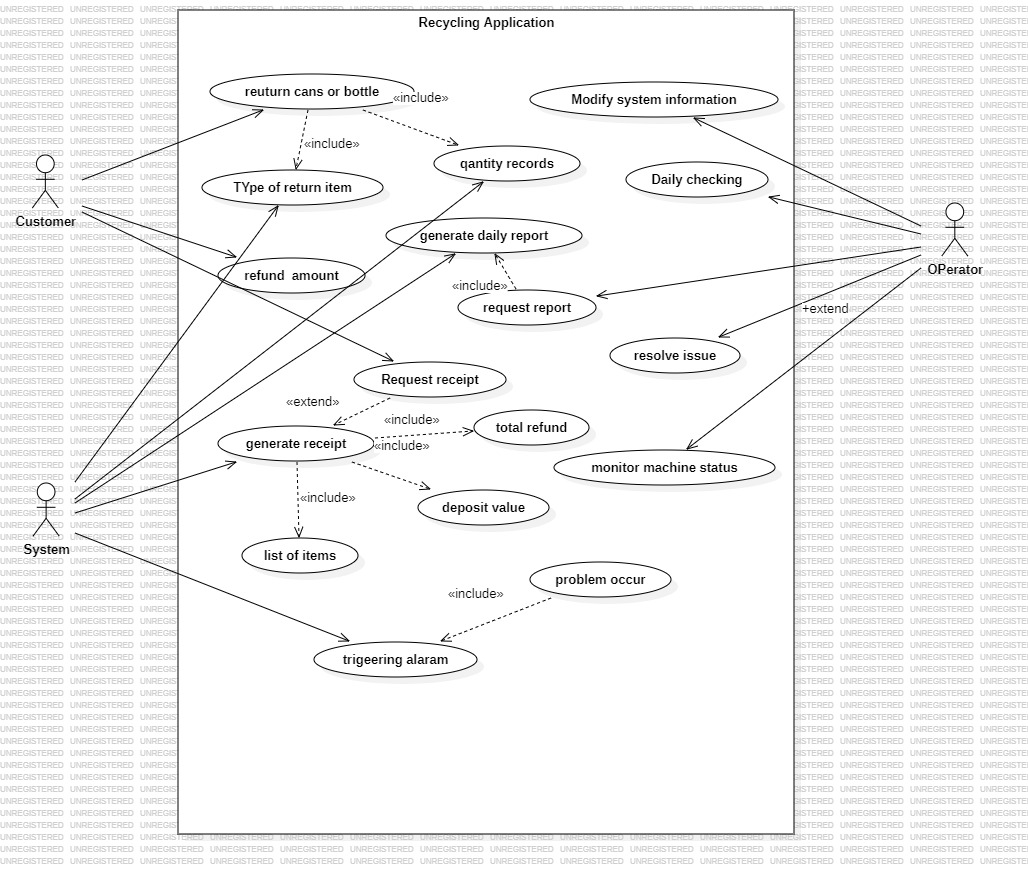 Recycling Application
reuturn cans or bottle
«include»
Modify system information
«include»
qantity records
TYpe of return item
Daily checking
Customer
generate daily report
OPerator
refund  amount
«include»
request report
+extend
resolve issue
Request receipt
«extend»
«include»
total refund
generate receipt
«include»
monitor machine status
«include»
deposit value
System
list of items
problem occur
«include»
trigeering alaram
UNREGISTERED